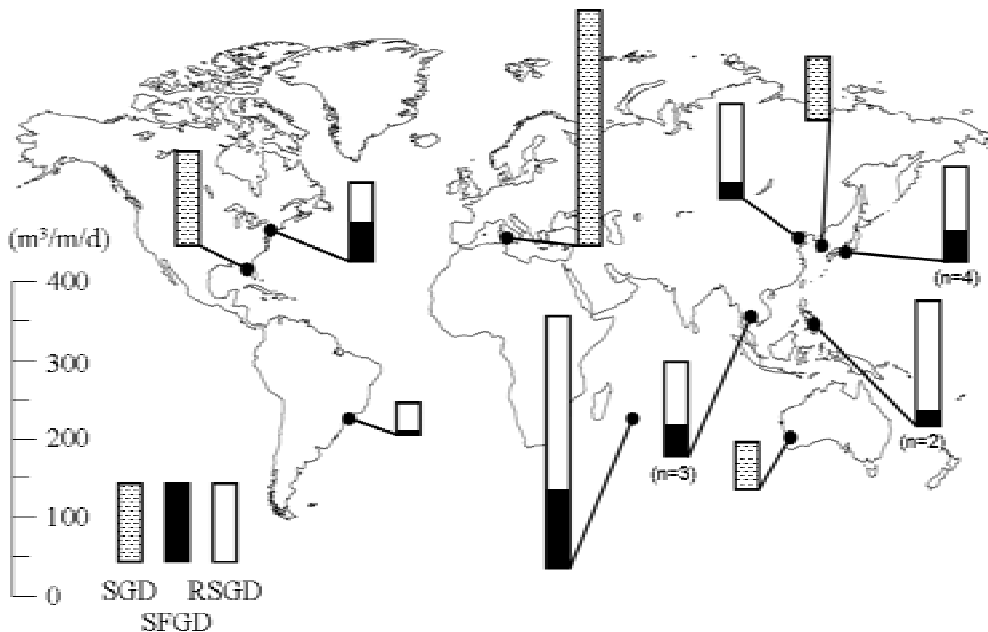 (m³/m/d)
400
300
200
100
0
SGD RSGD
SFGD
(n=4)
(n=2)
(n=3)